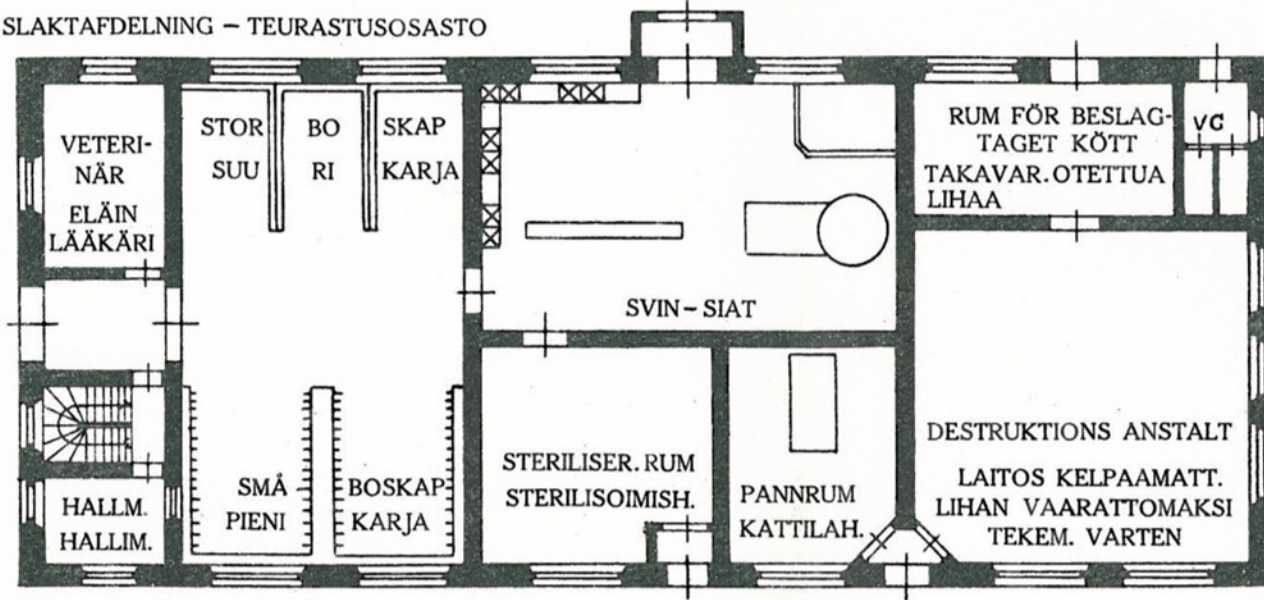 SLAKTAFDELNING – TEURASTUSOSASTO
VETERI-
NÄR
ELÄIN
LÄÄKÄRI
STOR BO SKAP
SUU RI KARJA
SVIN – SIAT
RUM FÖR BESLAG-
TAGET KÖTT
TAKAVAR. OTETTUA
LIHAA
VC
HALLM.
HALLIM.
SMÅ BOSKAP
PIENI KARJA
STERILISER. RUM
STERILISOIMISH.
PANNRUM
KATTILAH.
DESTRUKTIONS ANSTALT
LAITOS KELPAAMATT.
LIHAN VAARATTOMAKSI
TEKEM. VARTEN